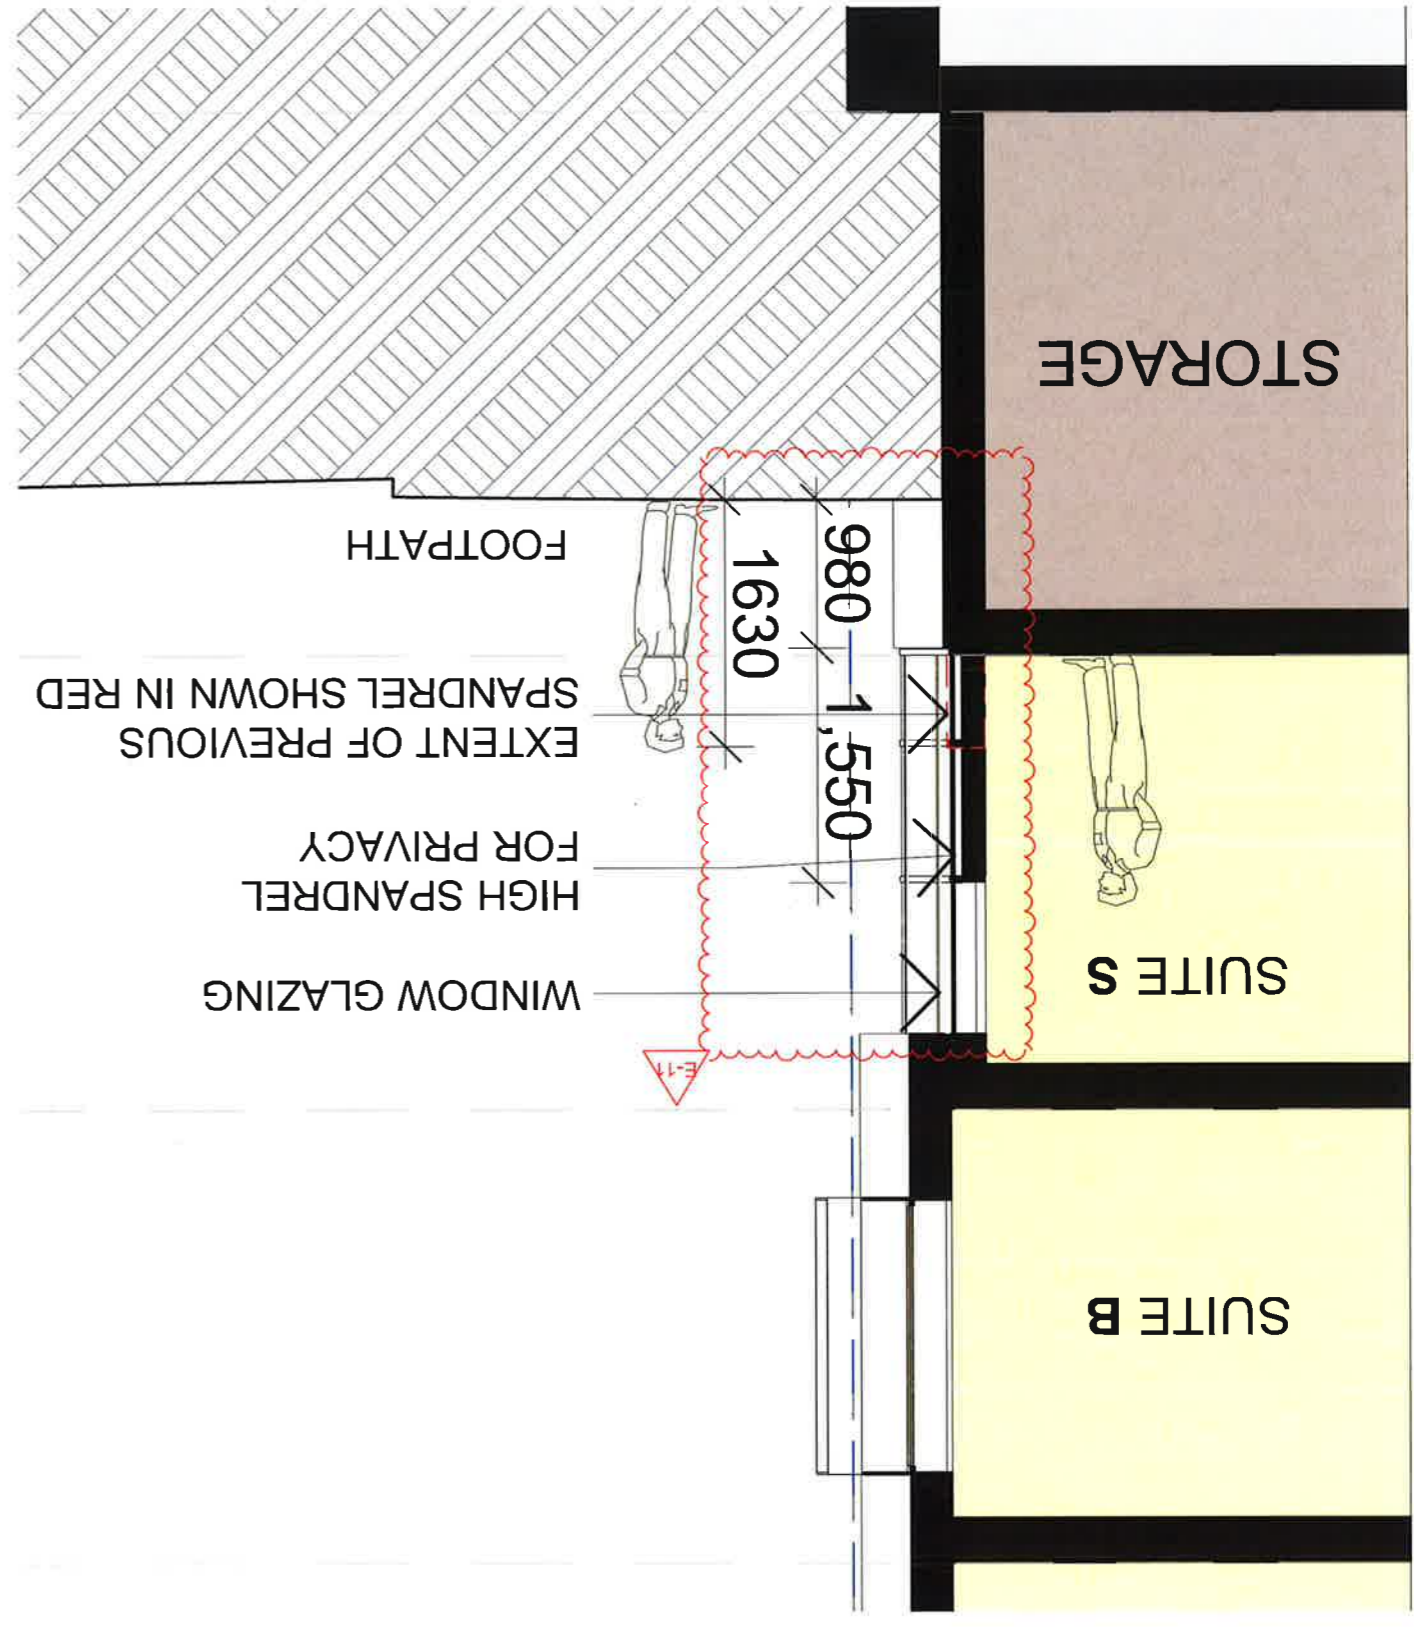 SUITE B
E-11
SUITE S
WINDOW GLAZING
HIGH SPANDREL
FOR PRIVACY
1,550
EXTENT OF PREVIOUS
SPANDREL SHOWN IN RED
980
1630
FOOTPATH
STORAGE